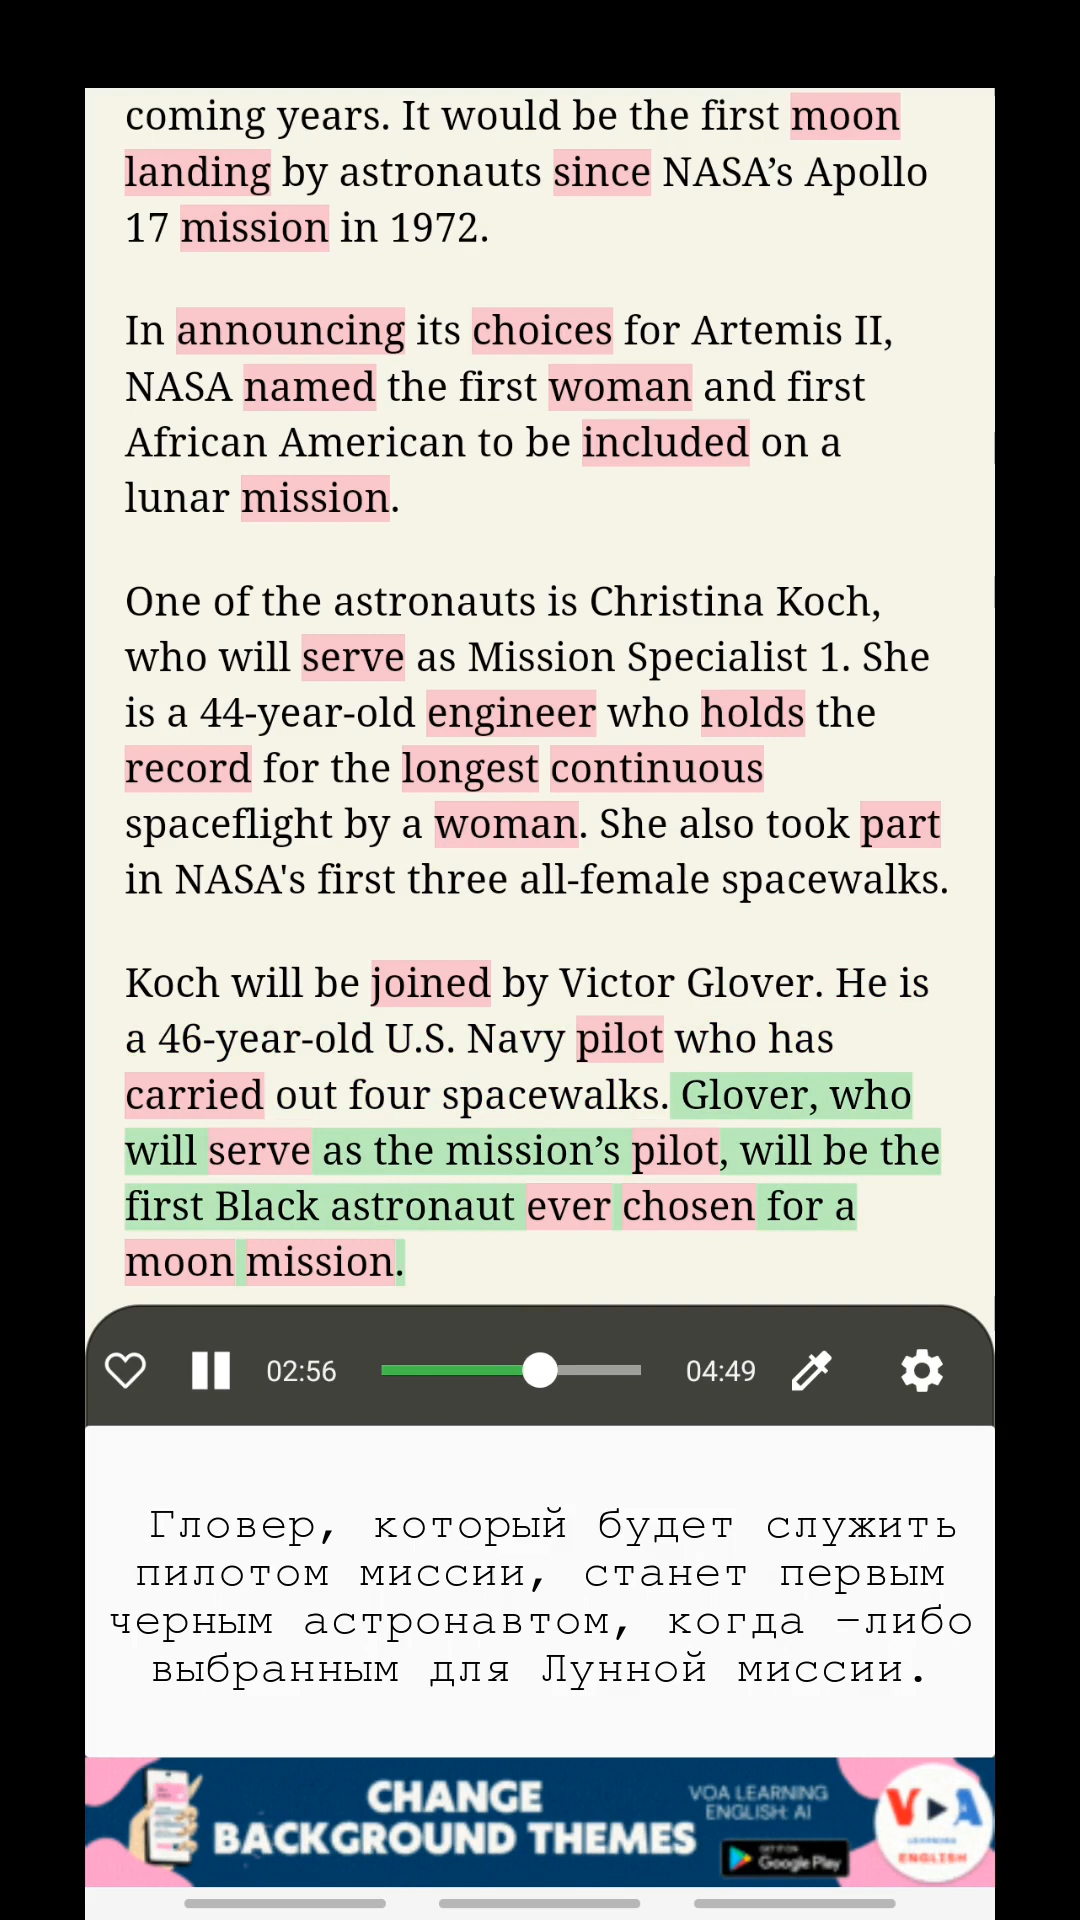 coming years. It would be the first moon
landing by astronauts since NASA’s Apollo
17 mission in 1972.
In announcing its choices for Artemis II,
NASA named the first woman and first
African American to be included on a
lunar mission.
One of the astronauts is Christina Koch,
who will serve as Mission Specialist 1. She
is a 44-year-old engineer who holds the
record for the longest continuous
spaceflight by a woman. She also took part
in NASA's first three all-female spacewalks.
Koch will be joined by Victor Glover. He is
a 46-year-old U.S. Navy pilot who has
carried out four spacewalks. Glover, who
will serve as the mission’s pilot, will be the
first Black astronaut ever chosen for a
moon mission.
02:56
04:49
Гловер, который будет служить
пилотом миссии, станет первым
черным астронавтом, когда -либо
выбранным для Лунной миссии.
CHANGE
BACKGROUND THEMES
VOA LEARNING
ENGLISH: AI
GET IT ON
Google Play
VOA
LEARNING
ENGLISH